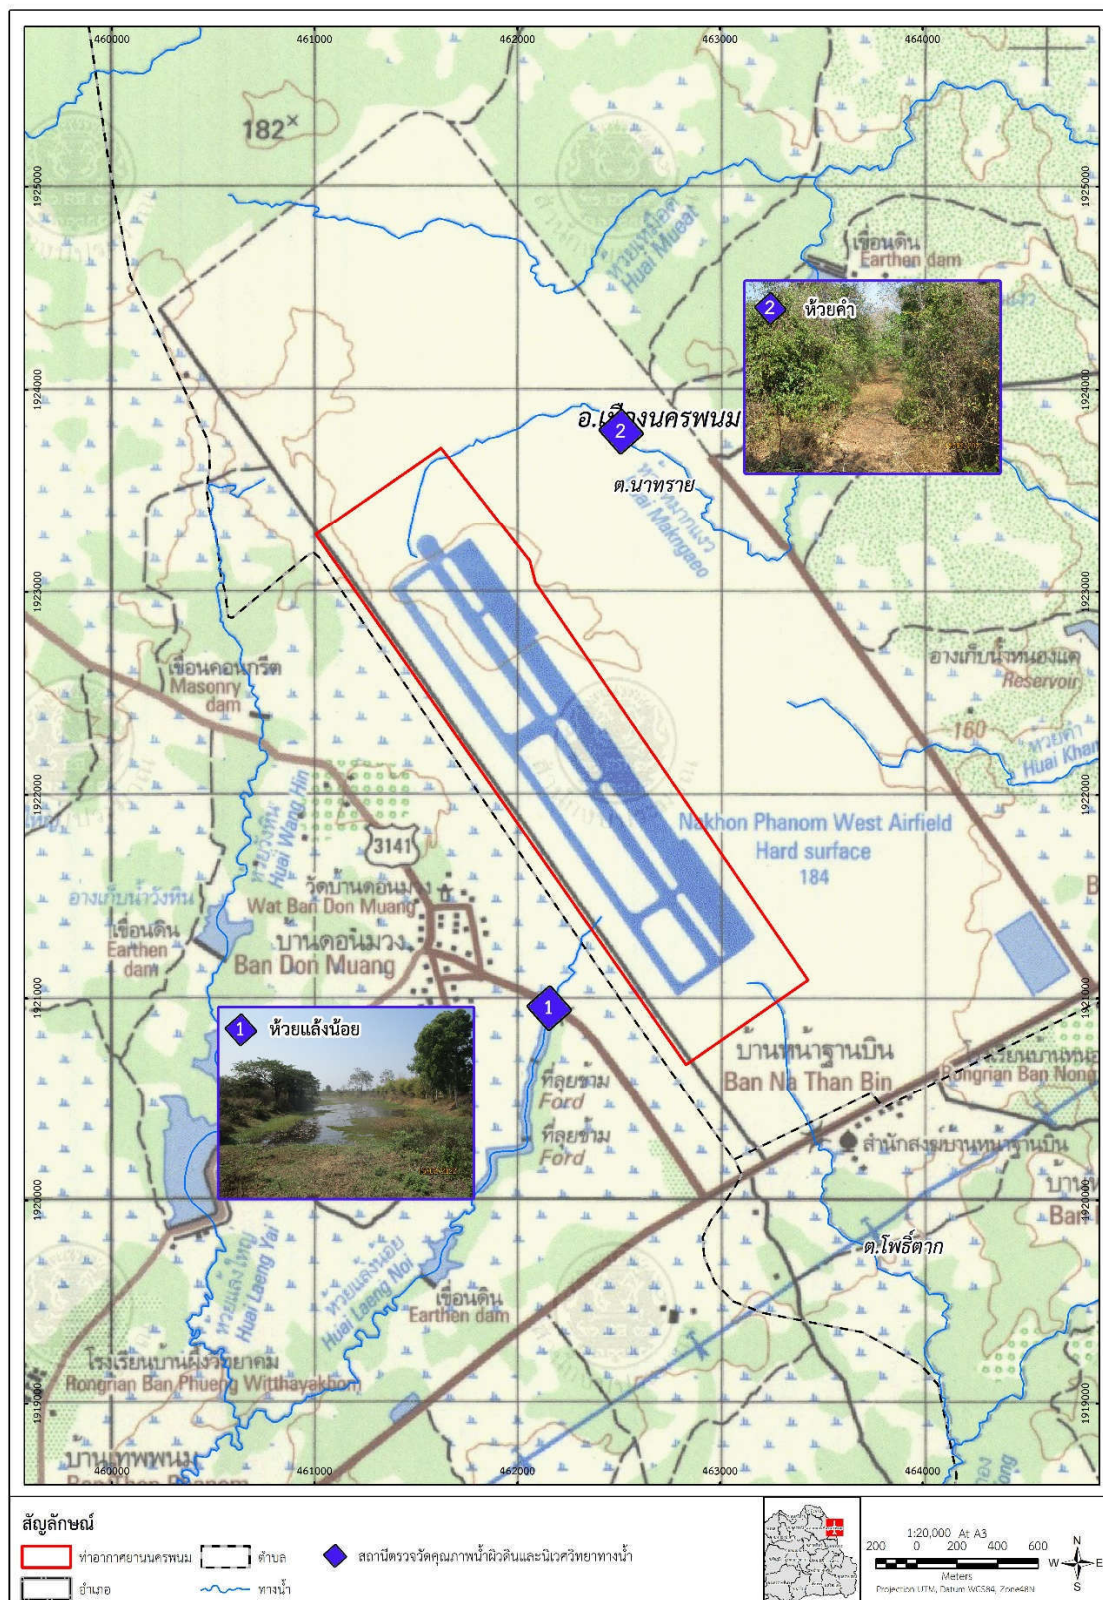 460000
461000
462000
463000
464000
182×
1925000
1925000
ห้วยเหมือด
Huai Mueat
เขื่อนดิน
Earthen dam
2
ห้วยคำ
1924000
1924000
อ.เมืองนครพนม
2
ต.นาทราย
ห้วยหมากแงว
Huai Makngaeo
1923000
1923000
เขื่อนคอนกรีต
Masonry
dam
อ่างเก็บน้ำหนองแด
Reservoir
160
ห้วยคำ
Huai Kham
1922000
1922000
ห้วยวังหิน
Huai Wang Hin
3141
Nakhon Phanom West Airfield
Hard surface
184
อ่างเก็บน้ำวังหิน
วัดบ้านดอนม่วง
Wat Ban Don Muang
เขื่อนดิน
Earthen
dam
บ้านดอนม่วง
Ban Don Muang
1921000
1921000
1
1
ห้วยแล้งน้อย
บ้านหนาฐานบิน
Ban Na Than Bin
Rongrian Ban Nong
ที่ลุยข้าม
Ford
ที่ลุยข้าม
Ford
สำนักสงฆ์บ้านหนาฐานบิน
1920000
1920000
ห้วยแล้งใหญ่
Huai Laeng Yai
ห้วยแล้งน้อย
Huai Laeng Noi
เขื่อนดิน
Earthen dam
ต.โพธิ์ตาก
โรงเรียนบ้านผึ้งวิทยาคม
Rongrian Ban Phueng Witthayakhom
1919000
1919000
บ้านเทพพนม
Ban Thep Phanom
460000
461000
462000
463000
464000
สัญลักษณ์
ท่าอากาศยานนครพนม
ตำบล
สถานีตรวจวัดคุณภาพน้ำผิวดินและนิเวศวิทยาทางน้ำ
อำเภอ
ทางน้ำ
1:20,000 At A3
200 0 200 400 600
Meters
Projection UTM, Datum WGS84, Zone48N
N
W
E
S